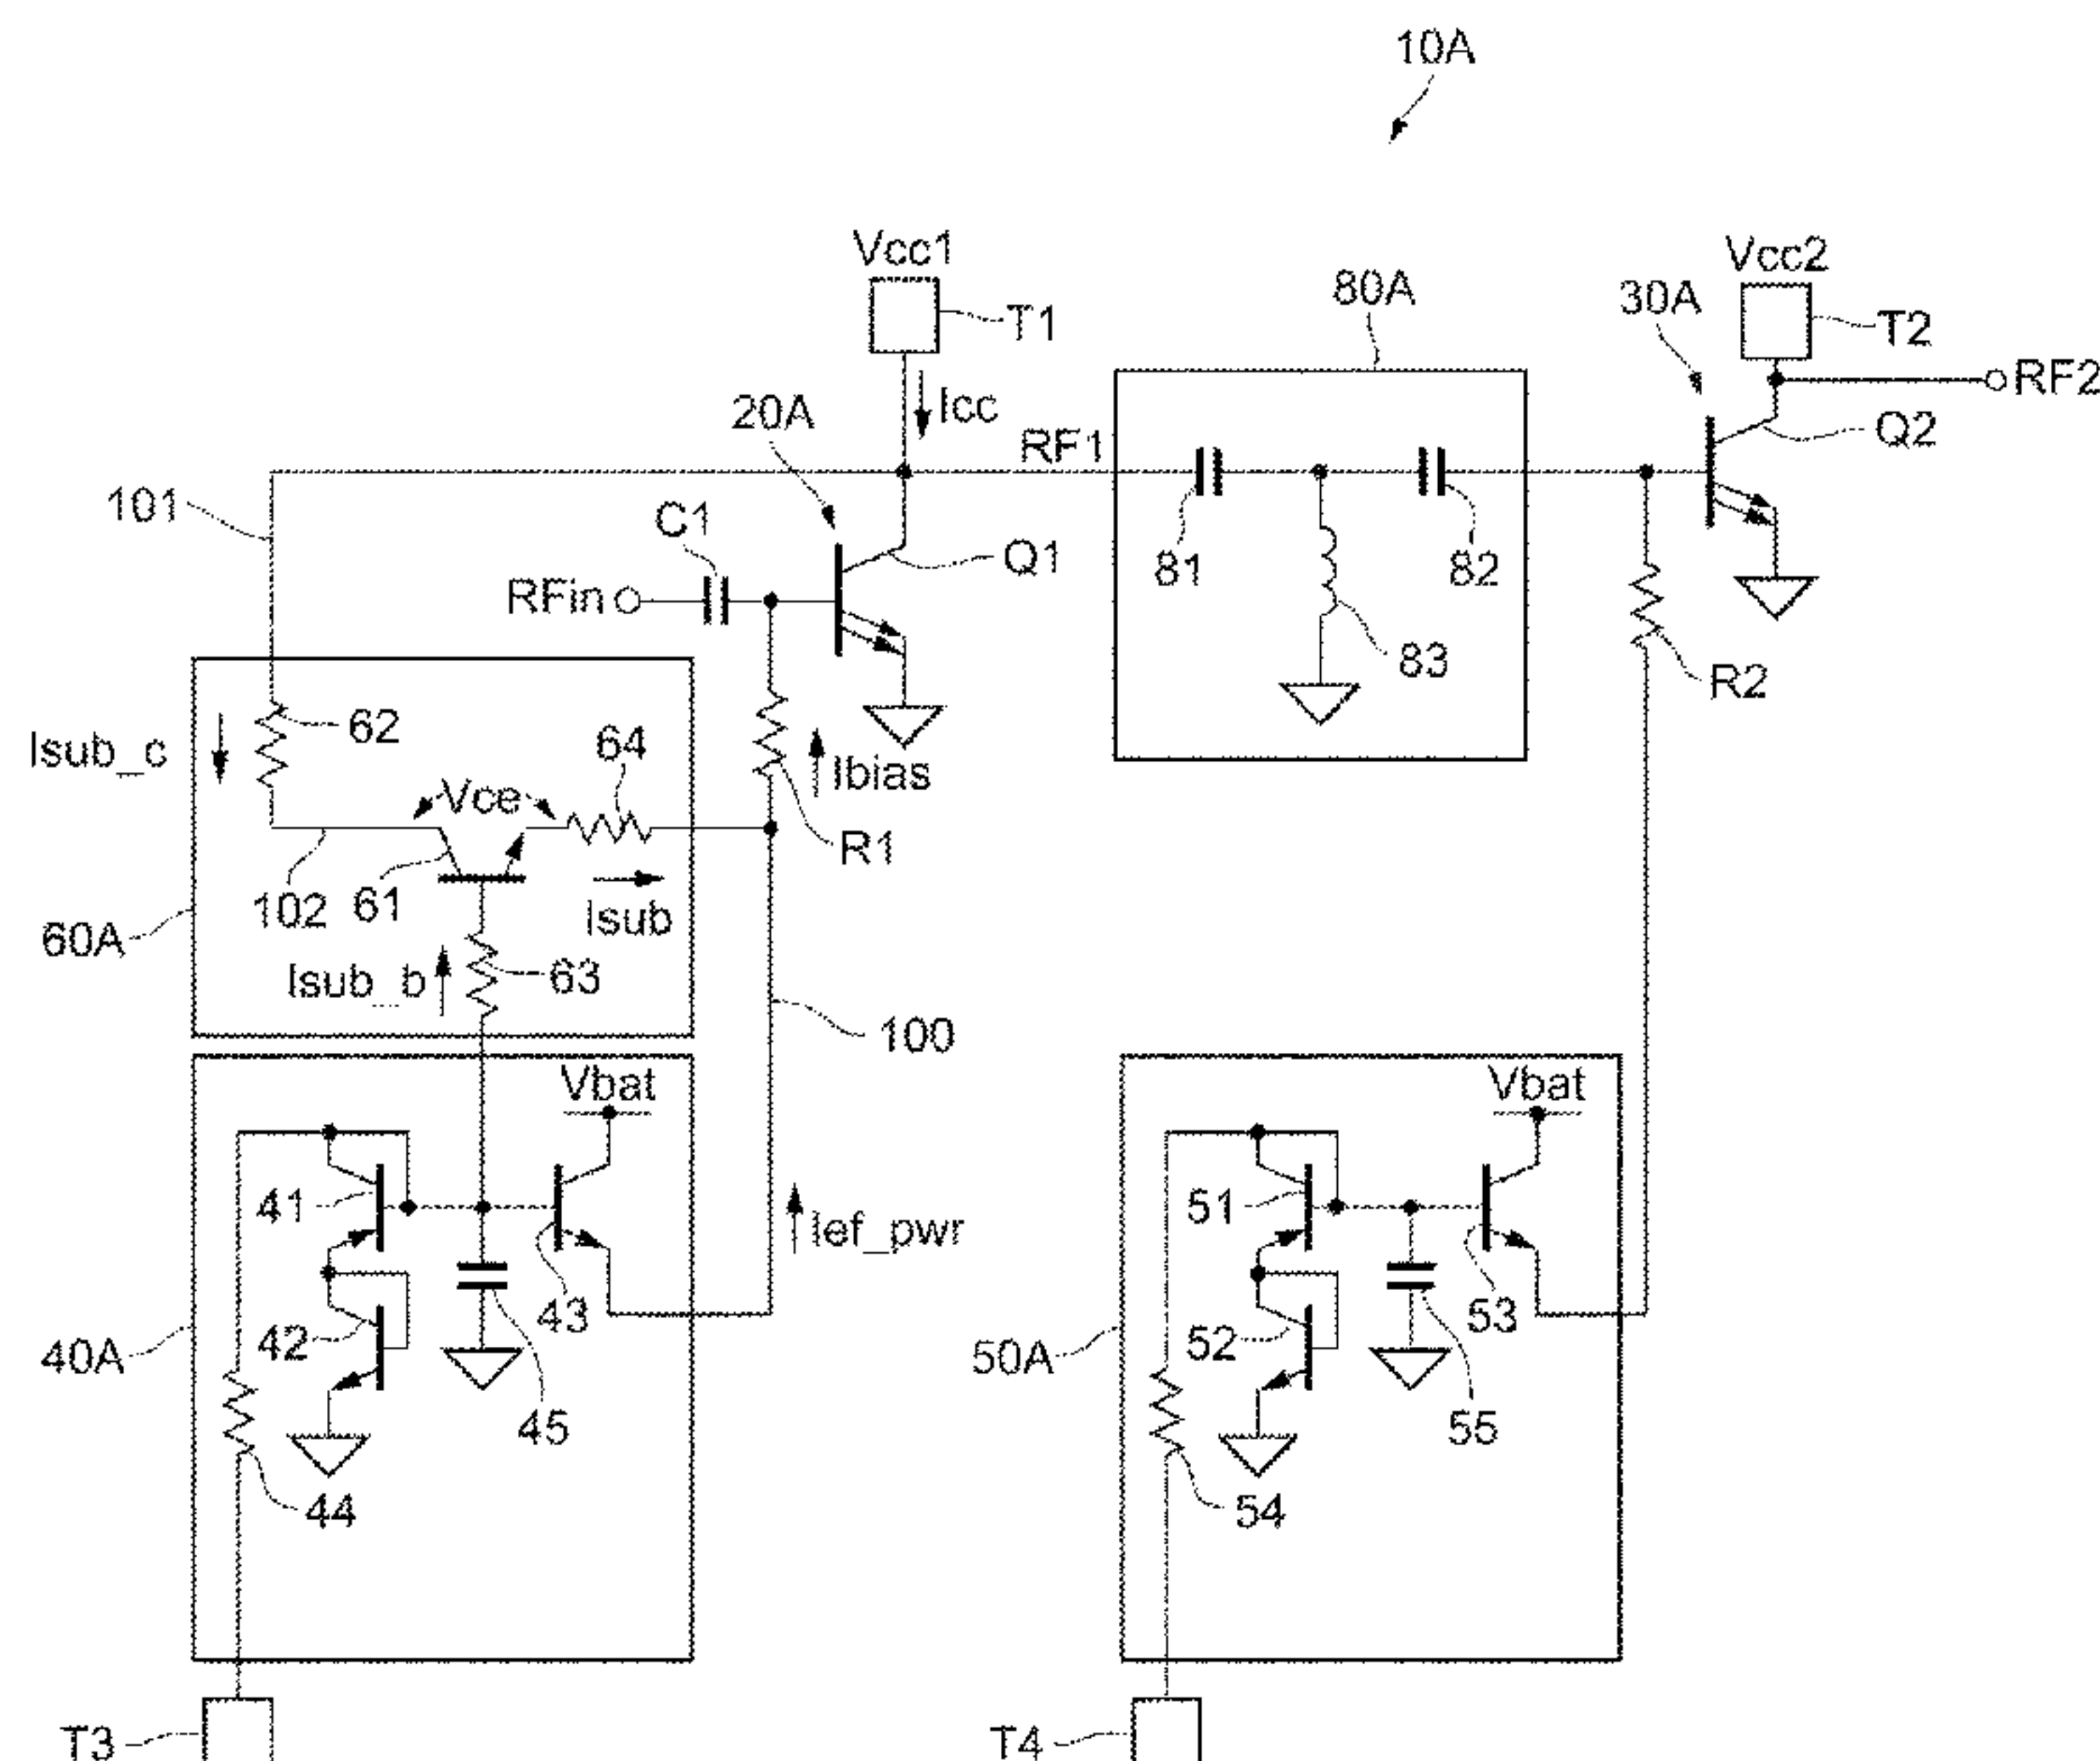 10A
Vcc1
Vcc2
80A
30A
T1
T2
RF2
Icc
20A
RF1
Q2
101
C1
Q1
81
82
RFin
83
R2
62
64
Isub_c
Ibias
Vce
R1
102
61
Isub
60A
Isub_b
63
100
Vbat
Vbat
41
51
Ief_pwr
43
53
42
52
40A
50A
45
55
44
54
T3
T4